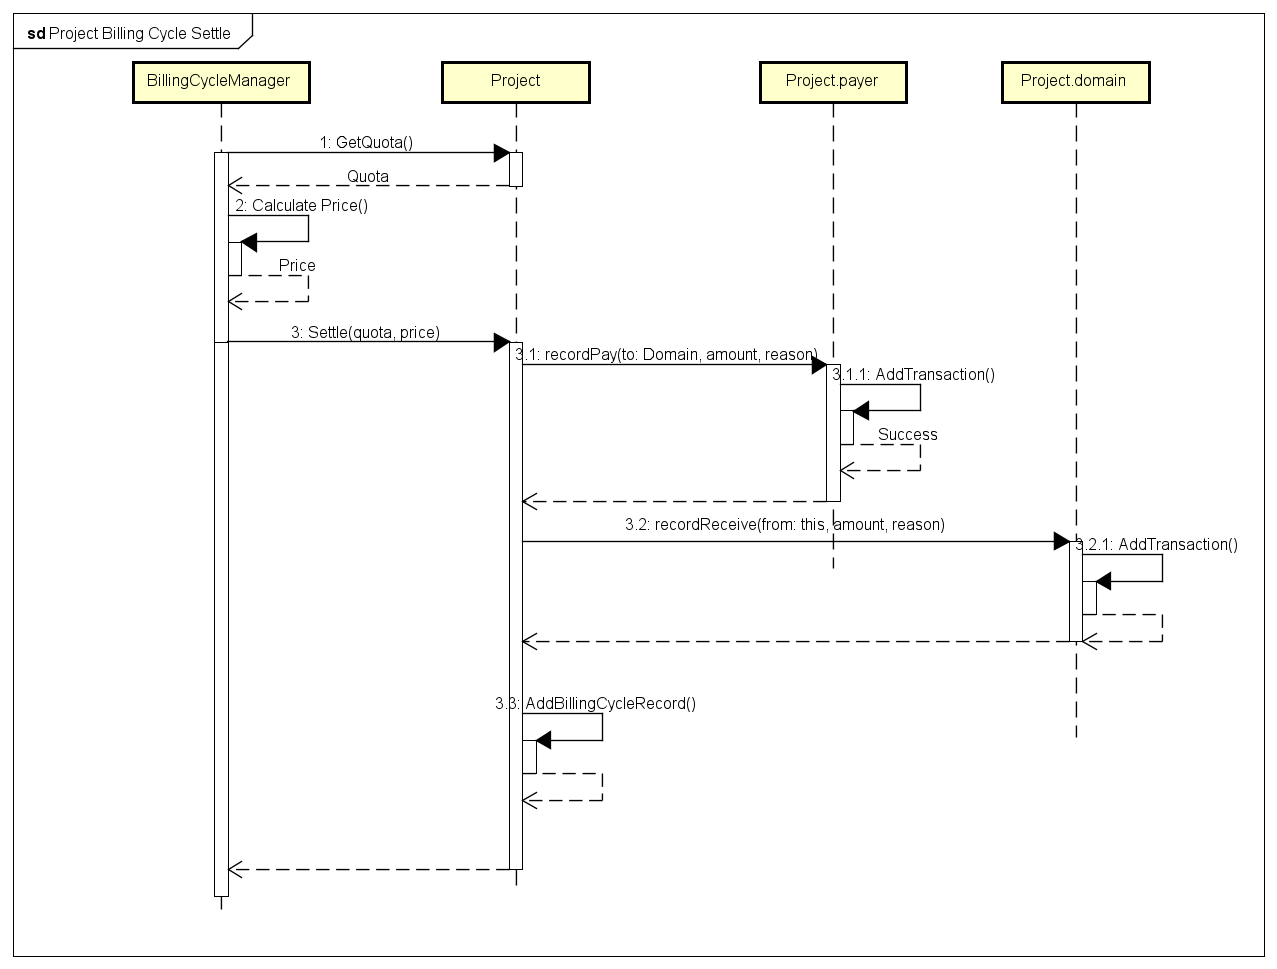 sd Project Billing Cycle Settle
BillingCycleManager
Project
Project.payer
Project.domain
1: GetQuota()
Quota
2: Calculate Price()
Price
3: Settle(quota, price)
3.1: recordPay(to: Domain, amount, reason)
3.1.1: AddTransaction()
Success
3.2: recordReceive(from: this, amount, reason)
3.2.1: AddTransaction()
3.3: AddBillingCycleRecord()